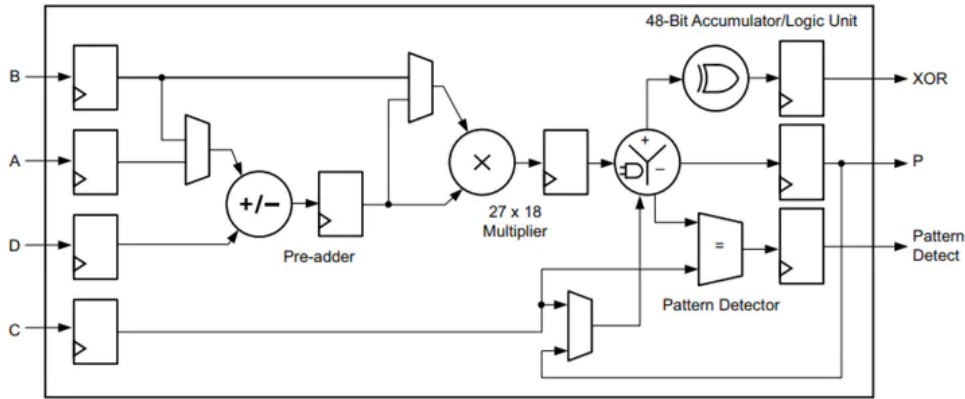 48-Bit Accumulator/Logic Unit
B
XOR
A
P
+
–
×
+/–
27 x 18
Multiplier
D
Pre-adder
=
Pattern
Detect
Pattern Detector
C